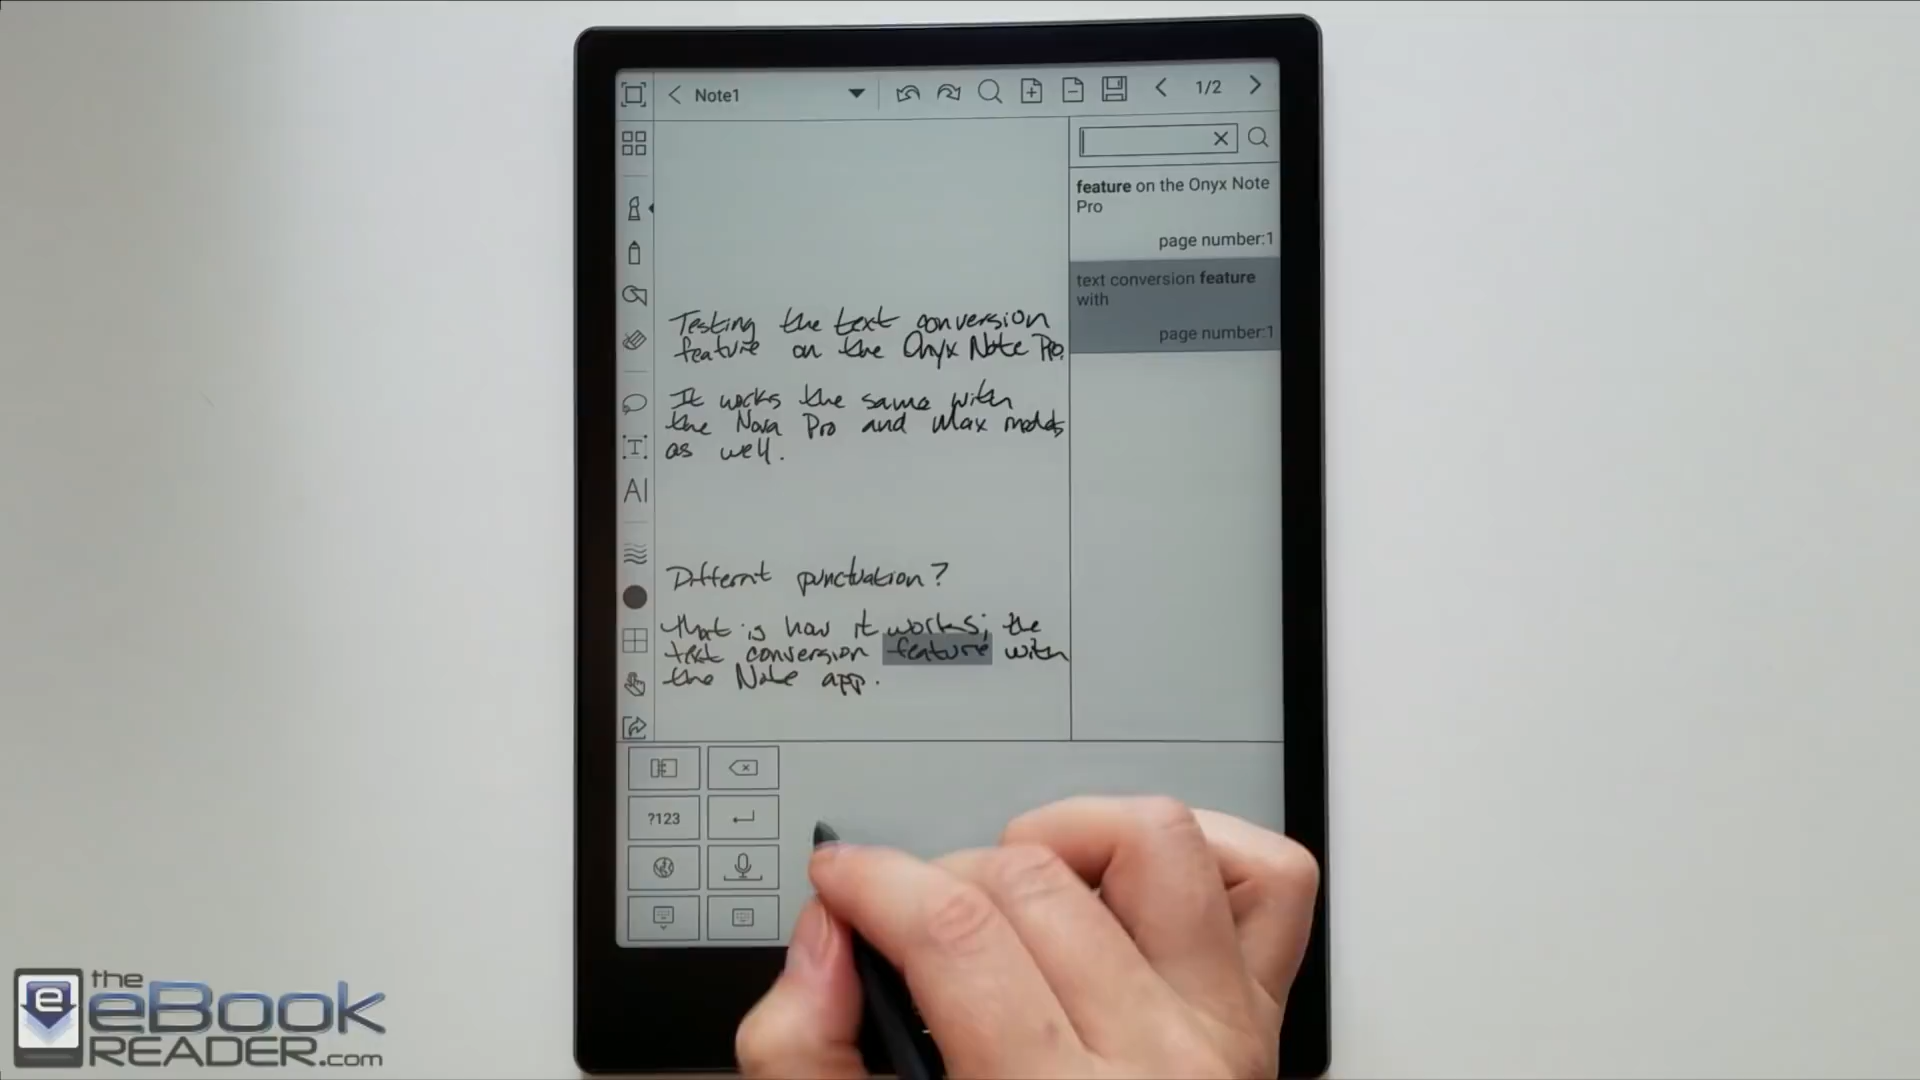 Note1
1/2
feature on the Onyx Note
Pro
page number:1
text conversion feature
with
page number:1
Testing the text conversion
feature on the Onyx Note Pro.
It works the same with
the Nova Pro and Max models
as well.
AI
Differnt punctuation?
That is how it works; the
text conversion feature with
the Note app.
?123
the
eBook
READER.com